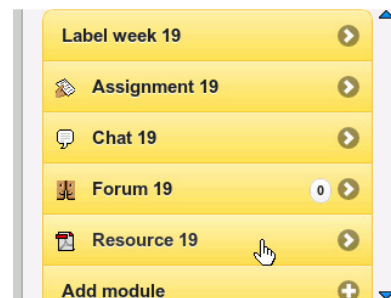 Label week 19
Assignment 19
Chat 19
Forum 19 0
Resource 19
Add module